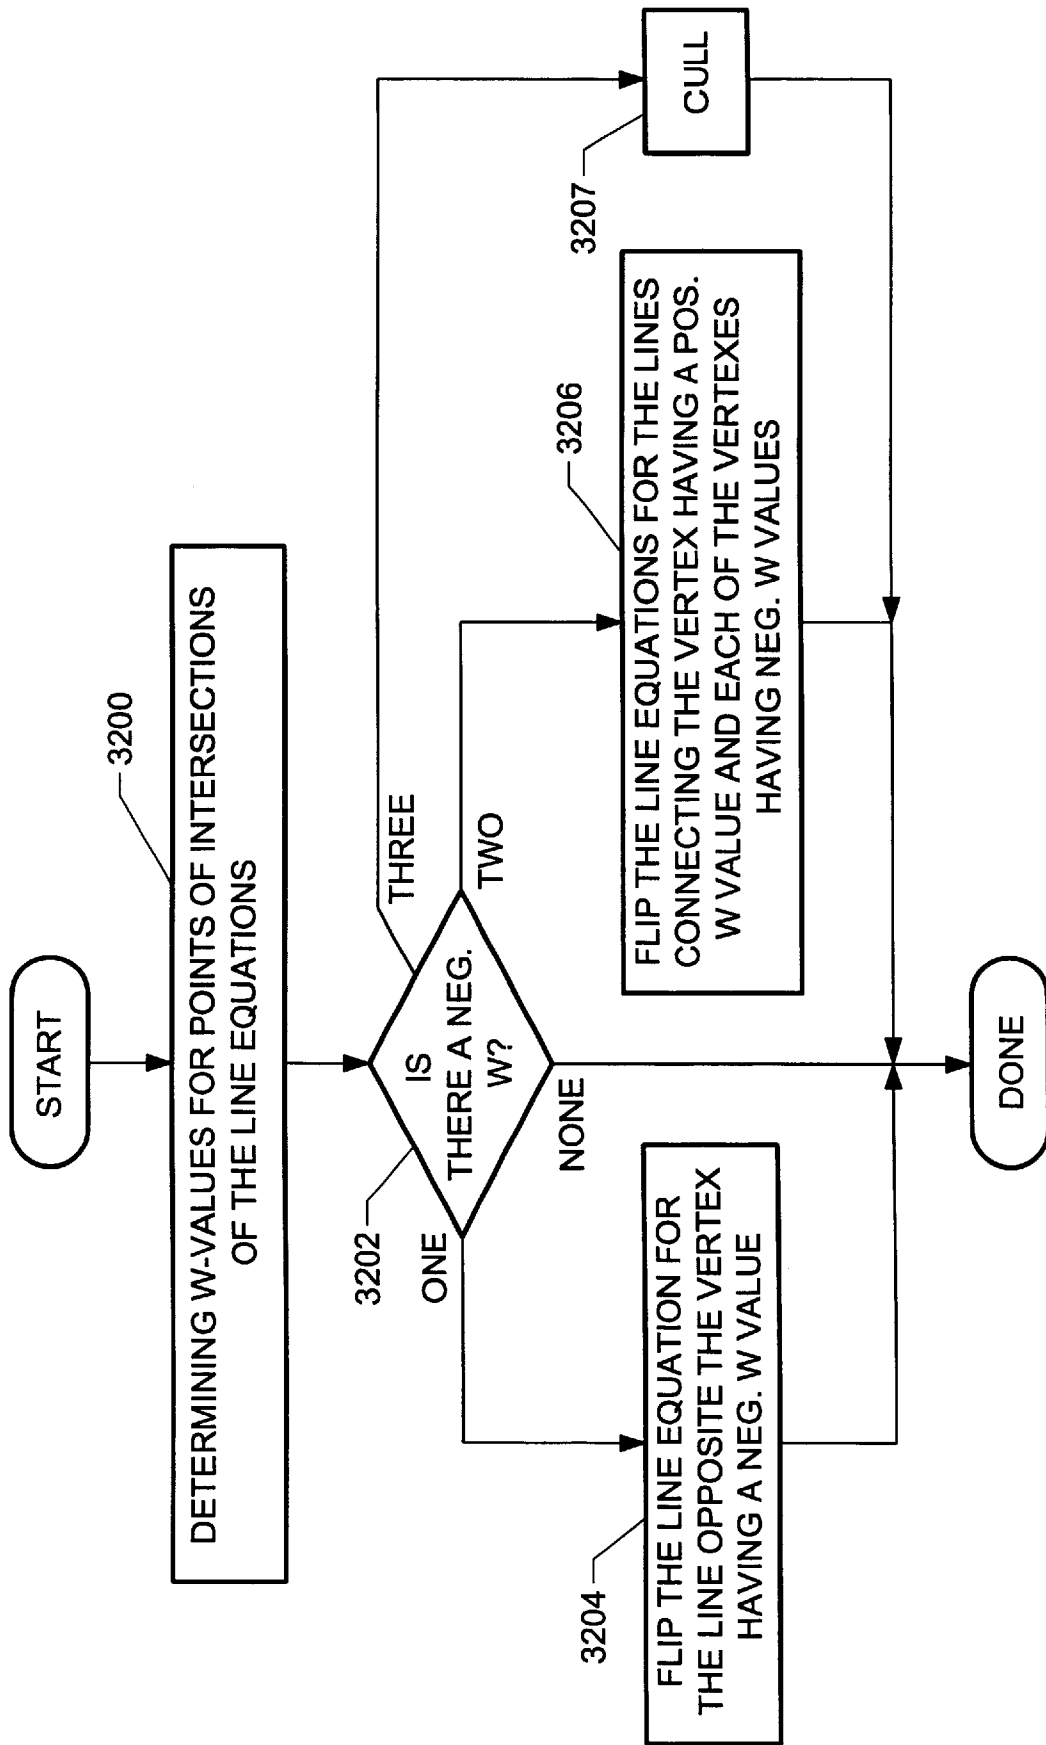 START
3200
DETERMINING W-VALUES FOR POINTS OF INTERSECTIONS
OF THE LINE EQUATIONS
3202
IS
THERE A NEG.
W?
ONE
NONE
TWO
THREE
3204
FLIP THE LINE EQUATION FOR
THE LINE OPPOSITE THE VERTEX
HAVING A NEG. W VALUE
3206
FLIP THE LINE EQUATIONS FOR THE LINES
CONNECTING THE VERTEX HAVING A POS.
W VALUE AND EACH OF THE VERTEXES
HAVING NEG. W VALUES
3207
CULL
DONE